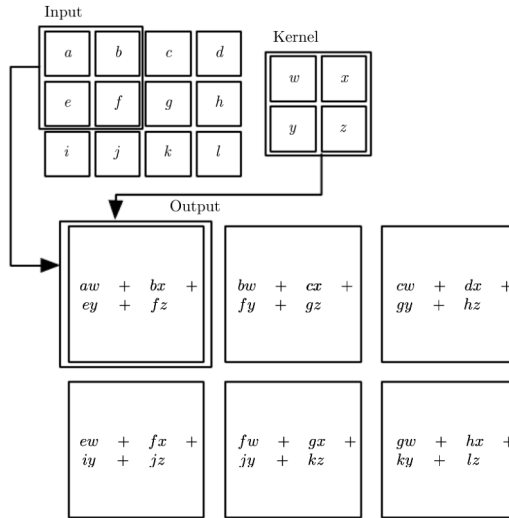 Input
a b c d
e f g h
i j k l
Kernel
w x
y z
Output
aw + bx +
ey + fz
bw + cx +
fy + gz
cw + dx +
gy + hz
ew + fx +
iy + jz
fw + gx +
jy + kz
gw + hx +
ky + lz